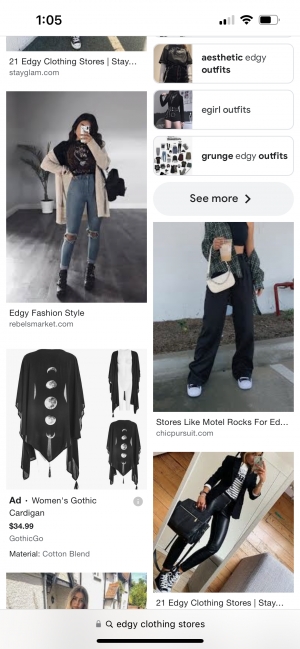 1:05
21 Edgy Clothing Stores | Stay...
stayglam.com
Edgy Fashion Style
rebelsmarket.com
Ad · Women's Gothic
Cardigan
$34.99
GothicGo
Material: Cotton Blend
aesthetic edgy
outfits
egirl outfits
grunge edgy outfits
See more
Stores Like Motel Rocks For Ed...
chicpursuit.com
21 Edgy Clothing Stores | Stay...
edgy clothing stores